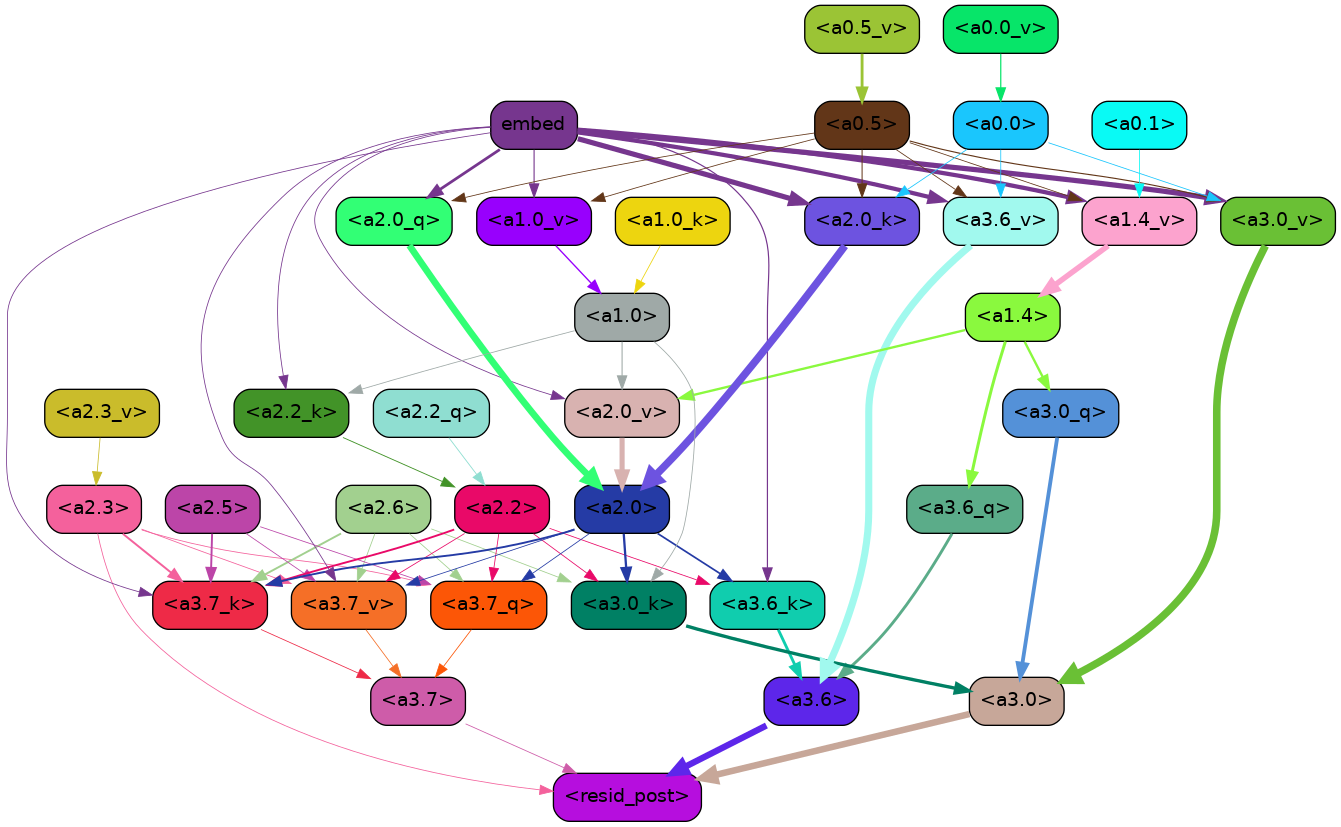 <a0.5_v> <a0.0_v>
embed <a0.5> <a0.0> <a0.1>
<a2.0_q> <a1.0_v> <a1.0_k> <a2.0_k> <a3.6_v> <a1.4_v> <a3.0_v>
<a1.0> <a1.4>
<a2.3_v> <a2.2_k> <a2.2_q> <a2.0_v> <a3.0_q>
<a2.3> <a2.5> <a2.6> <a2.2> <a2.0> <a3.6_q>
<a3.7_k> <a3.7_v> <a3.7_q> <a3.0_k> <a3.6_k>
<a3.7> <a3.6> <a3.0>
<resid_post>